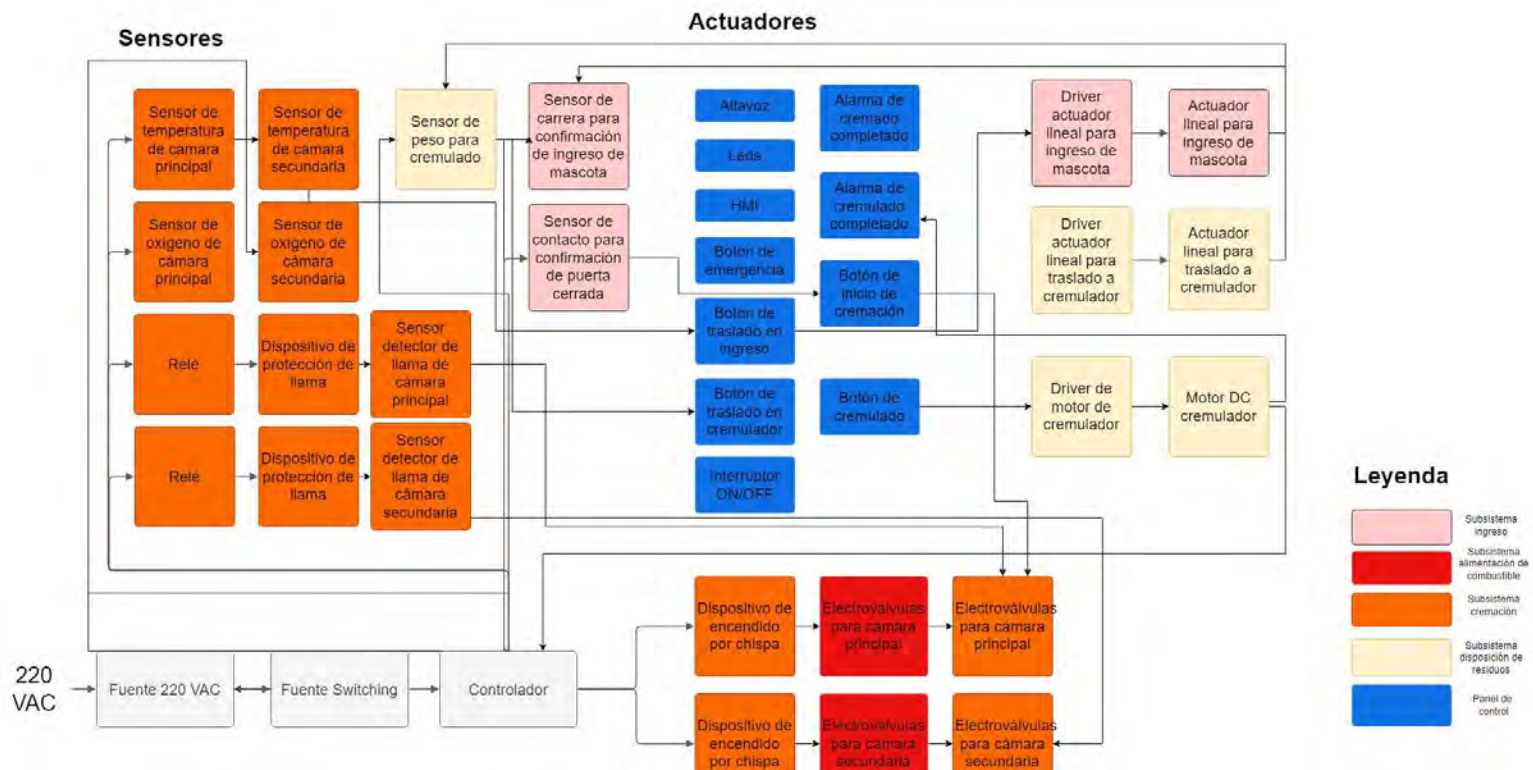 Actuadores
Sensores
Sensor de
temperatura
de camara
principal
Sensor de
temperatura
de cámara
secundaria
Sensor de
peso para
cremulado
Sensor de
carrera para
confirmación
de ingreso de
mascota
Altavoz
Alarma de
cremado
completado
Driver
actuador
lineal para
ingreso de
mascota
Actuador
lineal para
ingreso de
mascota
Leds
Sensor de
oxigeno de
cámara
principal
Sensor de
oxigeno de
cámara
secundaria
Sensor de
contacto para
confirmación
de puerta
cerrada
HMI
Alarma de
cremulado
completado
Driver
actuador
lineal para
traslado a
cremulador
Actuador
lineal para
traslado a
cremulador
Botón de
emergencia
Botón de
inicio de
cremación
Botón de
traslado en
ingreso
Relé
Dispositivo de
protección de
llama
Sensor
detector de
llama de
cámara
principal
Botón de
traslado en
cremulador
Botón de
cremulado
Driver de
motor de
cremulador
Motor DC
cremulador
Relé
Dispositivo de
protección de
llama
Sensor
detector de
llama de
cámara
secundaria
Interruptor
ON/OFF
Leyenda
Subsistema
ingreso
Subsistema
alimentación de
combustible
Subsistema
cremación
Subsistema
disposición de
residuos
Panel de
control
Dispositivo de
encendido
por chispa
Electroválvulas
para cámara
principal
Electroválvulas
para cámara
principal
220
VAC
Fuente 220 VAC
Fuente Switching
Controlador
Dispositivo de
encendido
por chispa
Electroválvulas
para cámara
secundaria
Electroválvulas
para cámara
secundaria